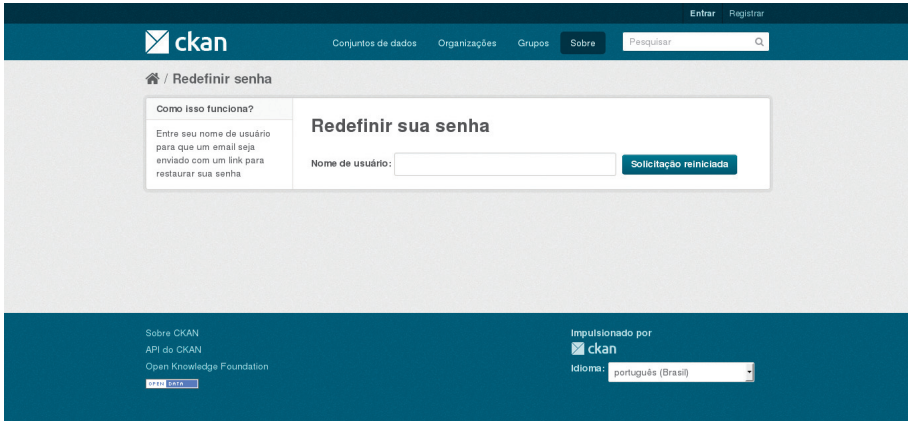 Entrar Registrar
ckan Conjuntos de dados Organizações Grupos Sobre Pesquisar
/ Redefinir senha
Como isso funciona?
Entre seu nome de usuário
para que um email seja
enviado com um link para
restaurar sua senha
Redefinir sua senha
Nome de usuário: Solicitação reiniciada
Sobre CKAN
API do CKAN
Open Knowledge Foundation
OPEN DATA
Impulsionado por
ckan
Idioma: português (Brasil)